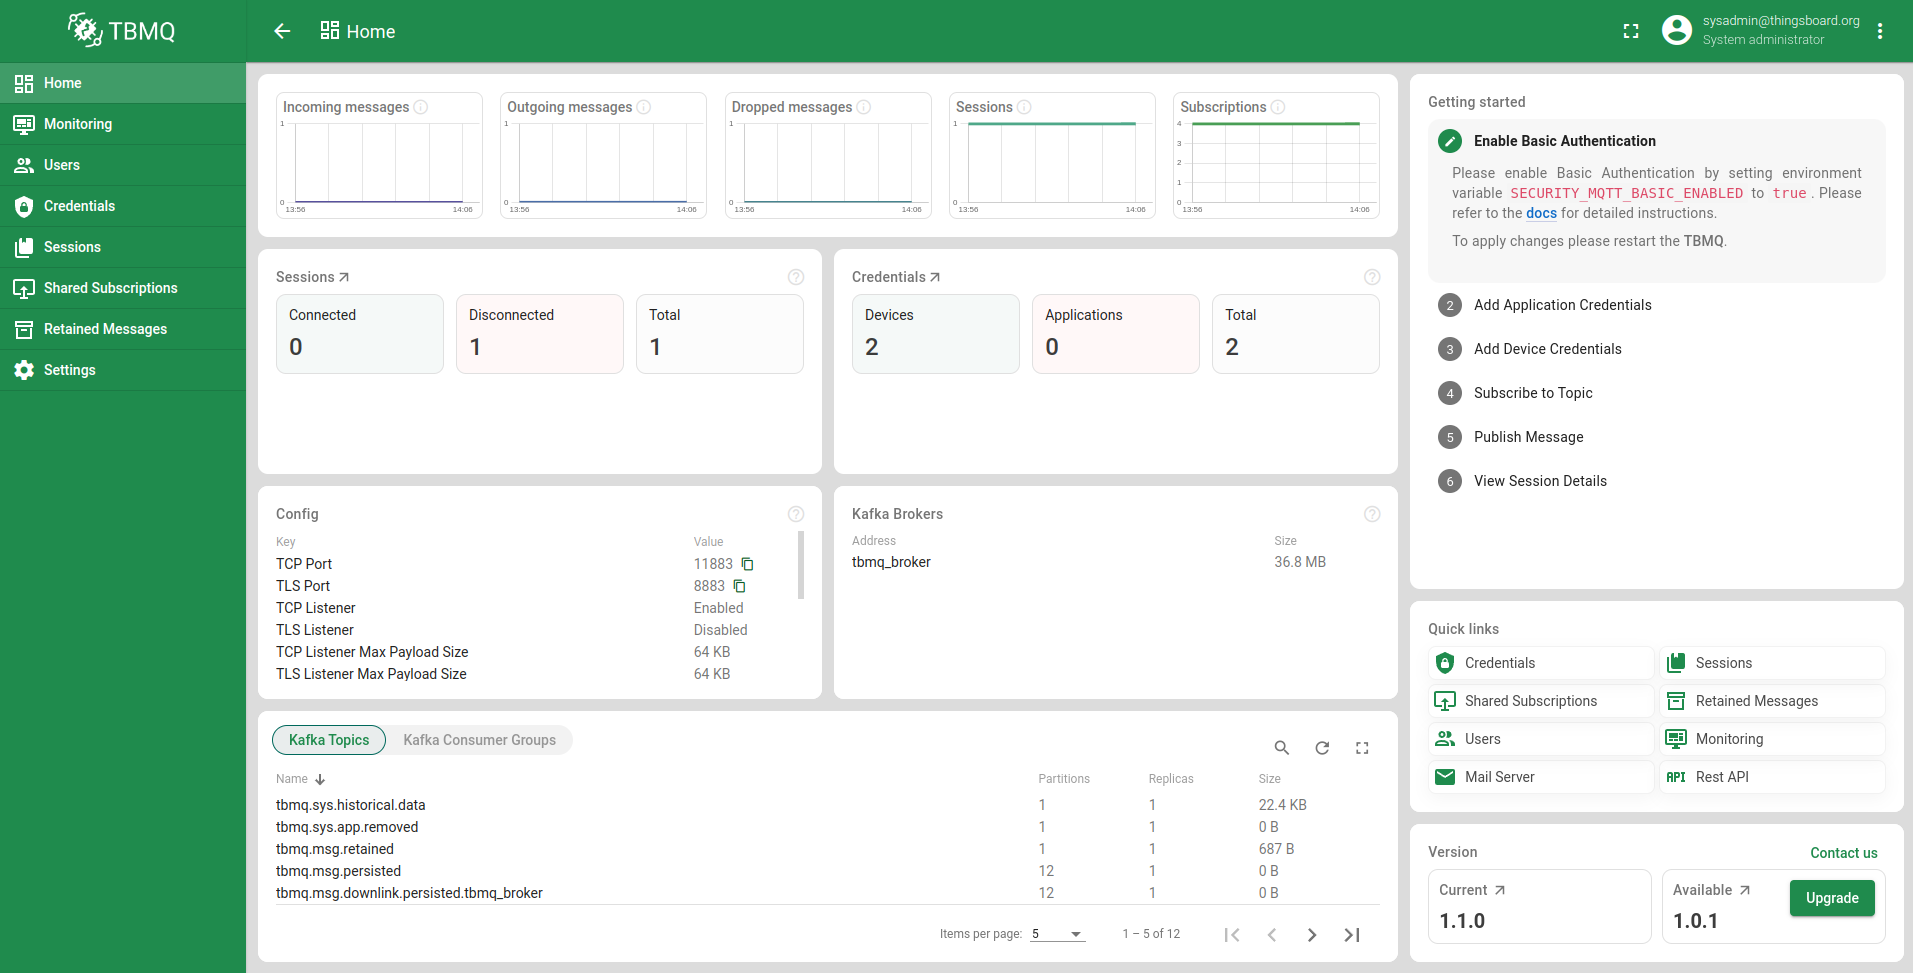 TBMQ
Home
sysadmin@thingsboard.org
System administrator
Home
Monitoring
Users
Credentials
Sessions
Shared Subscriptions
Retained Messages
Settings
Incoming messages
1
0
13:56 14:06
Outgoing messages
1
0
13:56 14:06
Dropped messages
1
0
13:56 14:06
Sessions
1
0
13:56 14:06
Subscriptions
4
3
2
1
0
13:56 14:06
Sessions
Connected
0
Disconnected
1
Total
1
Credentials
Devices
2
Applications
0
Total
2
Config
Key Value
TCP Port 11883
TLS Port 8883
TCP Listener Enabled
TLS Listener Disabled
TCP Listener Max Payload Size 64 KB
TLS Listener Max Payload Size 64 KB
Kafka Brokers
Address Size
tbmq_broker 36.8 MB
Kafka Topics Kafka Consumer Groups
Name Partitions Replicas Size
tbmq.sys.historical.data 1 1 22.4 KB
tbmq.sys.app.removed 1 1 0 B
tbmq.msg.retained 1 1 687 B
tbmq.msg.persisted 12 1 0 B
tbmq.msg.downlink.persisted.tbmq_broker 12 1 0 B
Items per page: 5 1 – 5 of 12
Getting started
Enable Basic Authentication
Please enable Basic Authentication by setting environment
variable SECURITY_MQTT_BASIC_ENABLED to true . Please
refer to the docs for detailed instructions.
To apply changes please restart the TBMQ.
2 Add Application Credentials
3 Add Device Credentials
4 Subscribe to Topic
5 Publish Message
6 View Session Details
Quick links
Credentials Sessions
Shared Subscriptions Retained Messages
Users Monitoring
Mail Server API Rest API
Version Contact us
Current
1.1.0
Available
1.0.1
Upgrade